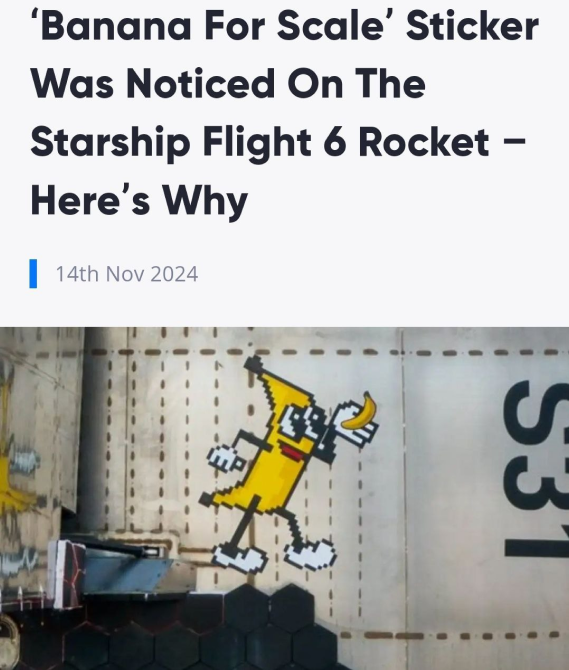 ‘Banana For Scale’ Sticker
Was Noticed On The
Starship Flight 6 Rocket –
Here’s Why
14th Nov 2024
S31